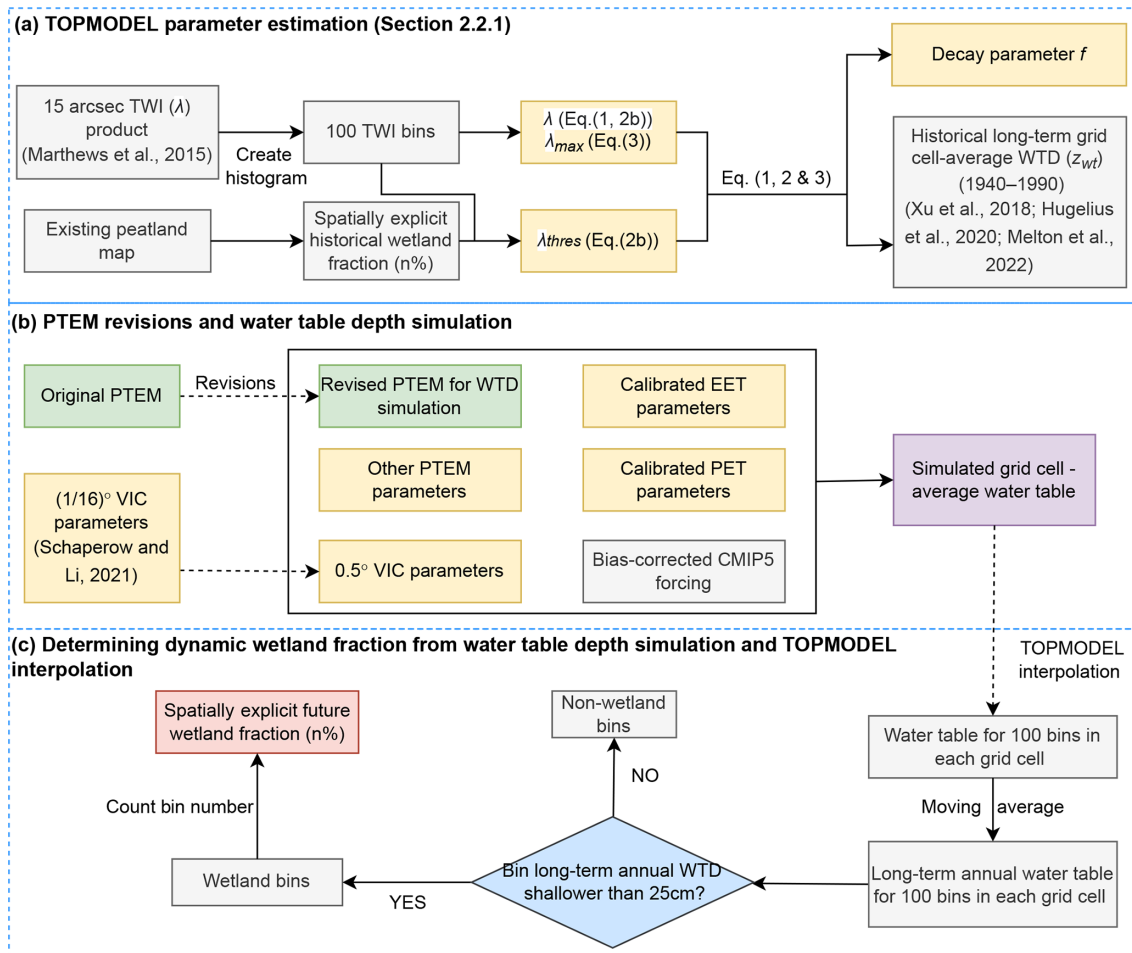 (a) TOPMODEL parameter estimation (Section 2.2.1)
15 arcsec TWI (λ)
product
(Marthews et al., 2015)
Create
histogram
100 TWI bins
λ (Eq.(1, 2b))
λmax (Eq.(3))
Existing peatland
map
Spatially explicit
historical wetland
fraction (n%)
λthres (Eq.(2b))
Eq. (1, 2 & 3)
Decay parameter f
Historical long-term grid
cell-average WTD (zwt)
(1940–1990)
(Xu et al., 2018; Hugelius
et al., 2020; Melton et al.,
2022)
(b) PTEM revisions and water table depth simulation
Original PTEM
Revisions
Revised PTEM for WTD
simulation
Calibrated EET
parameters
Other PTEM
parameters
Calibrated PET
parameters
(1/16)° VIC
parameters
(Schaperow and
Li, 2021)
0.5° VIC parameters
Bias-corrected CMIP5
forcing
Simulated grid cell -
average water table
(c) Determining dynamic wetland fraction from water table depth simulation and TOPMODEL
interpolation
TOPMODEL
interpolation
Spatially explicit future
wetland fraction (n%)
Non-wetland
bins
Water table for 100 bins in
each grid cell
Count bin number
NO
Moving average
Wetland bins
YES
Bin long-term annual WTD
shallower than 25cm?
Long-term annual water table
for 100 bins in each grid cell